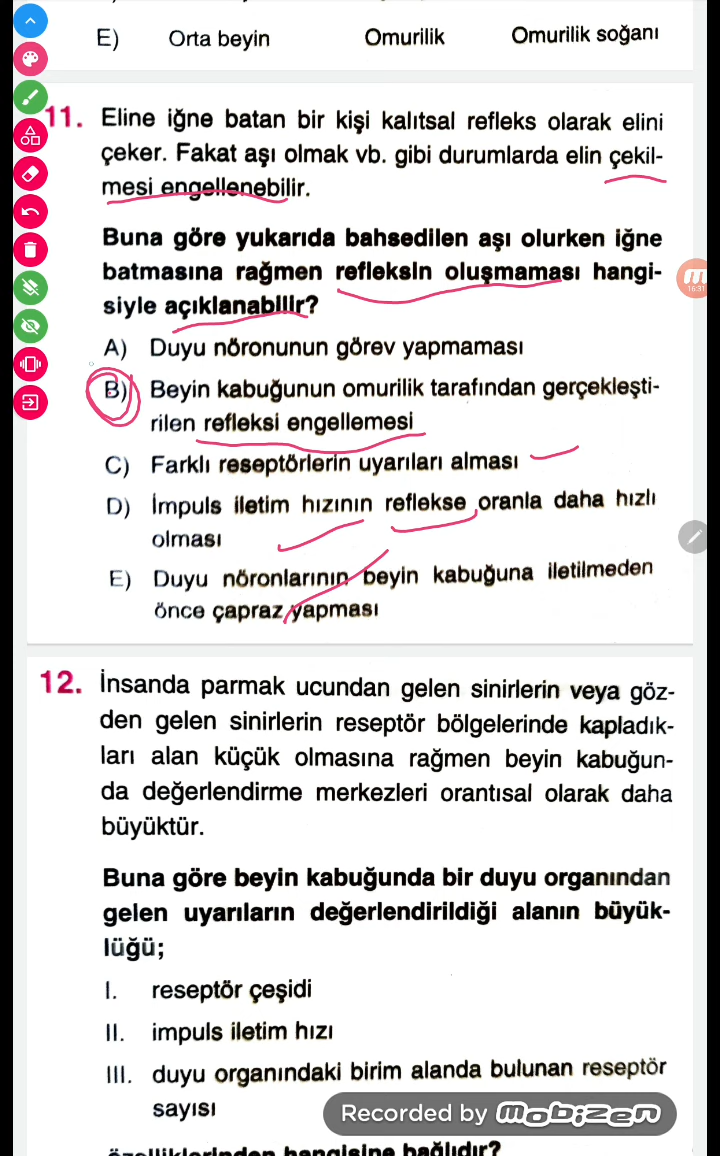 E) Orta beyin Omurilik Omurilik soğanı
11. Eline iğne batan bir kişi kalıtsal refleks olarak elini
çeker. Fakat aşı olmak vb. gibi durumlarda elin çekil-
mesi engellenebilir.
Buna göre yukarıda bahsedilen aşı olurken iğne
batmasına rağmen refleksin oluşmaması hangi-
siyle açıklanabilir?
A) Duyu nöronunun görev yapmaması
B) Beyin kabuğunun omurilik tarafından gerçekleşti-
rilen refleksi engellemesi
C) Farklı reseptörlerin uyarıları alması
D) İmpuls iletim hızının reflekse oranla daha hızlı
olması
E) Duyu nöronlarının beyin kabuğuna iletilmeden
önce çapraz yapması
16:31
12. İnsanda parmak ucundan gelen sinirlerin veya göz-
den gelen sinirlerin reseptör bölgelerinde kapladık-
ları alan küçük olmasına rağmen beyin kabuğun-
da değerlendirme merkezleri orantısal olarak daha
büyüktür.
Buna göre beyin kabuğunda bir duyu organından
gelen uyarıların değerlendirildiği alanın büyük-
lüğü;
I. reseptör çeşidi
II. impuls iletim hızı
III. duyu organındaki birim alanda bulunan reseptör
sayısı
Recorded by mobizen
özelliklerinden hangisine bağlıdır?